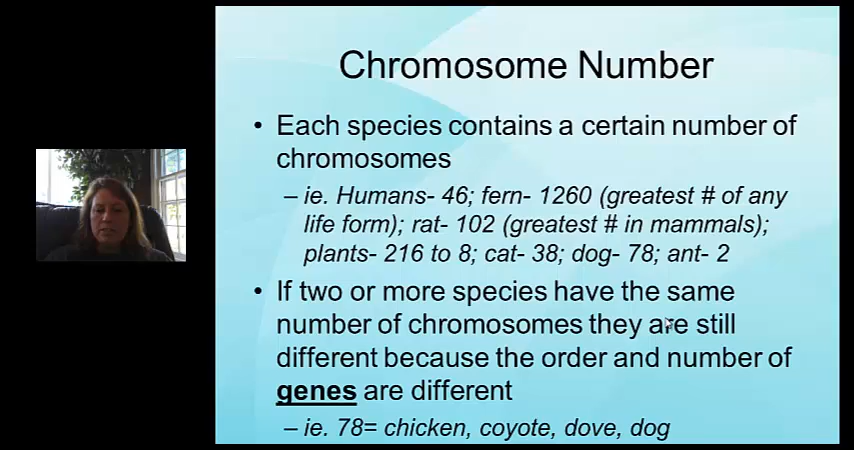 Chromosome Number
• Each species contains a certain number of
chromosomes
– ie. Humans- 46; fern- 1260 (greatest # of any
life form); rat- 102 (greatest # in mammals);
plants- 216 to 8; cat- 38; dog- 78; ant- 2
• If two or more species have the same
number of chromosomes they are still
different because the order and number of
genes are different
– ie. 78= chicken, coyote, dove, dog